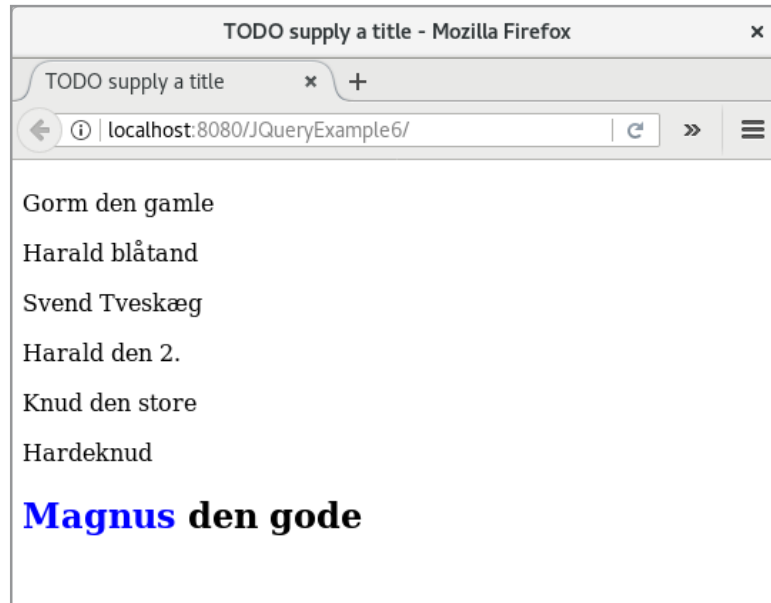 TODO supply a title - Mozilla Firefox
TODO supply a title
localhost:8080/JQueryExample6/
Gorm den gamle
Harald blåtand
Svend Tveskæg
Harald den 2.
Knud den store
Hardeknud
Magnus den gode